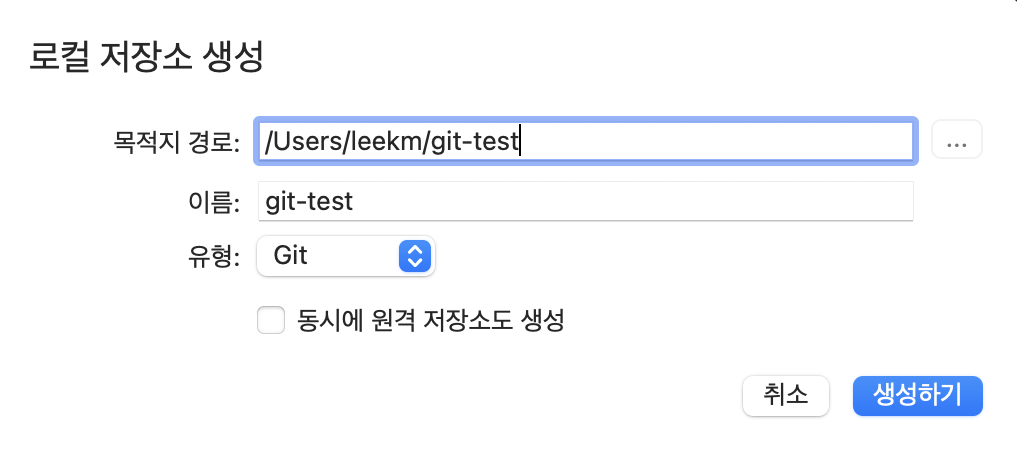 로컬 저장소 생성
목적지 경로: /Users/leekm/git-test ...
이름: git-test
유형: Git
동시에 원격 저장소도 생성
취소 생성하기